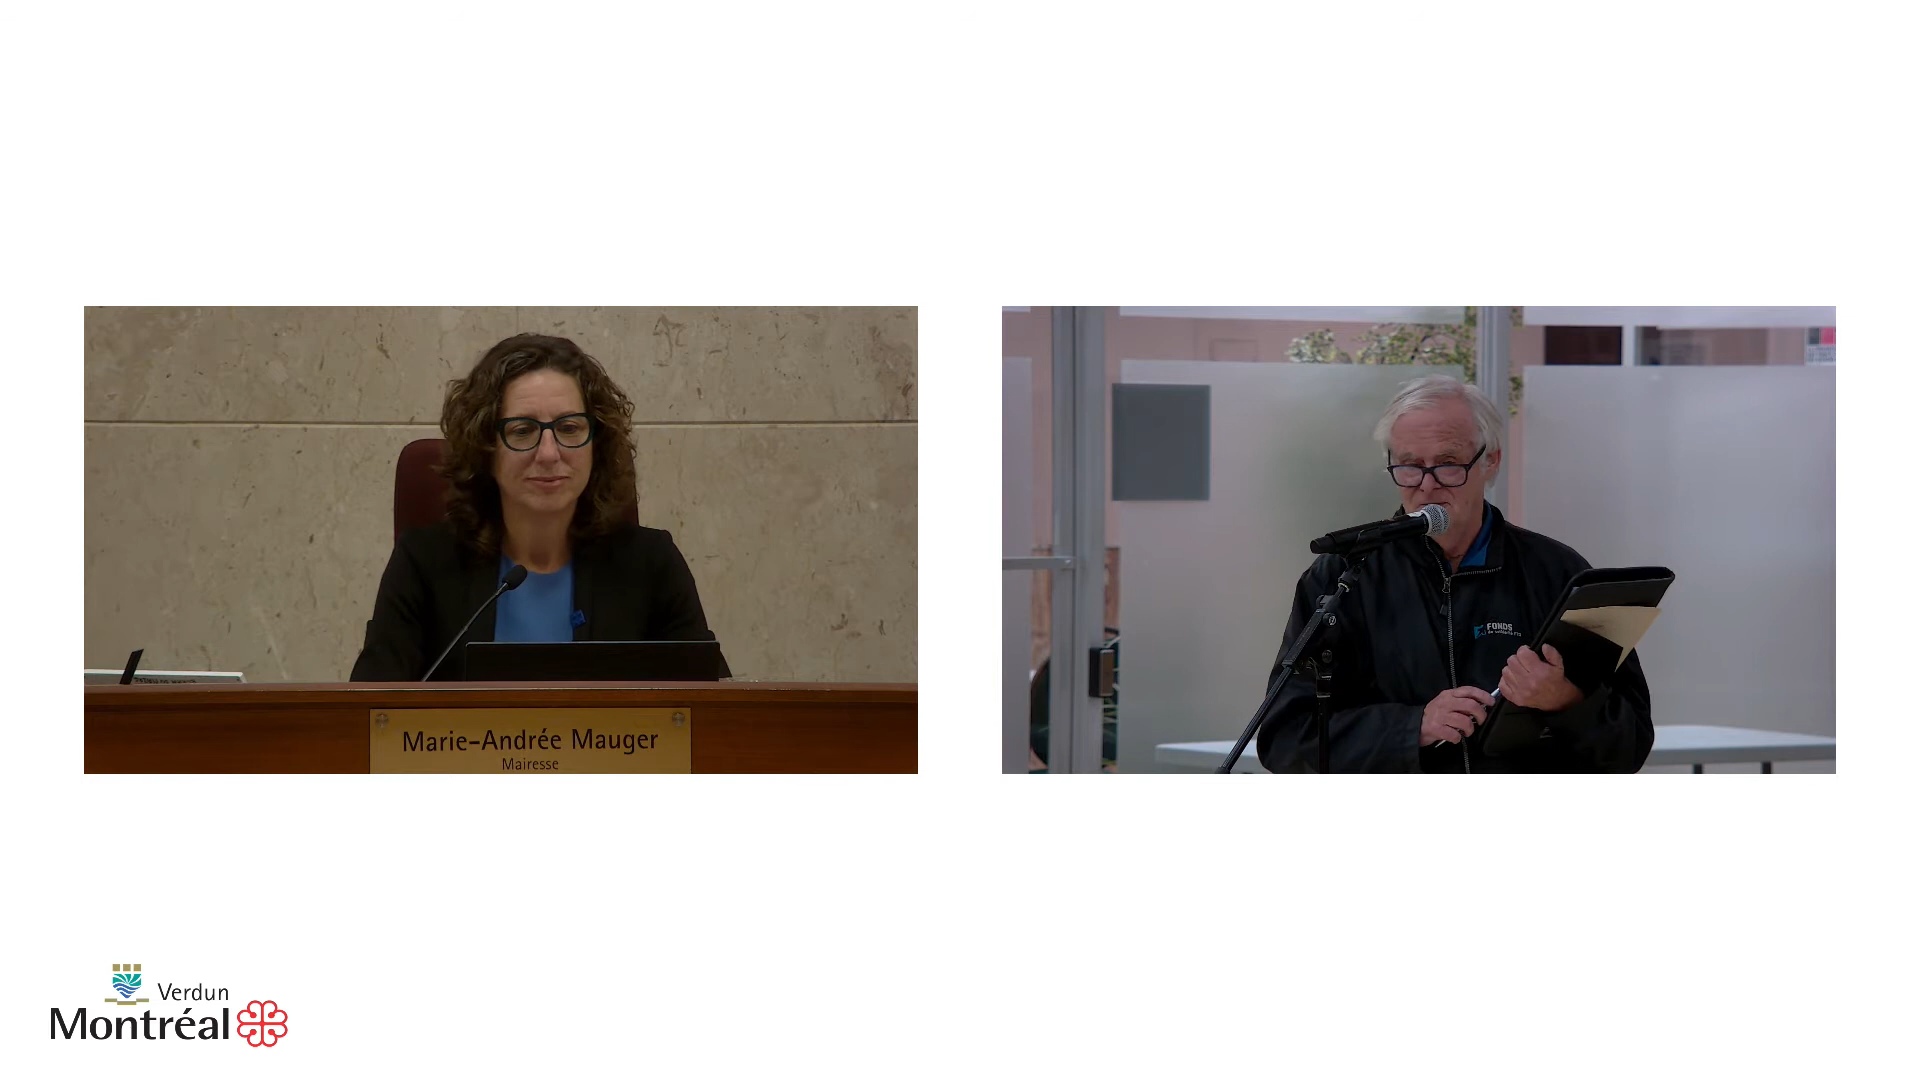 Marie-Andrée Mauger
Mairesse
FONDS
Verdun
Montréal